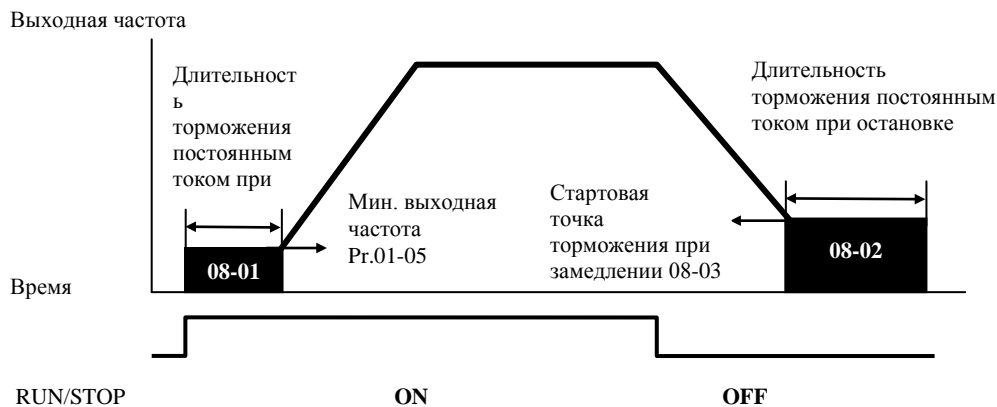 Выходная частота
Длительност
ь
торможения
постоянным
током при
Длительность
торможения постоянным
током при остановке
Мин. выходная
частота
Pr.01-05
Стартовая
точка
торможения при
замедлении 08-03
08-01
08-02
Время
RUN/STOP ON OFF